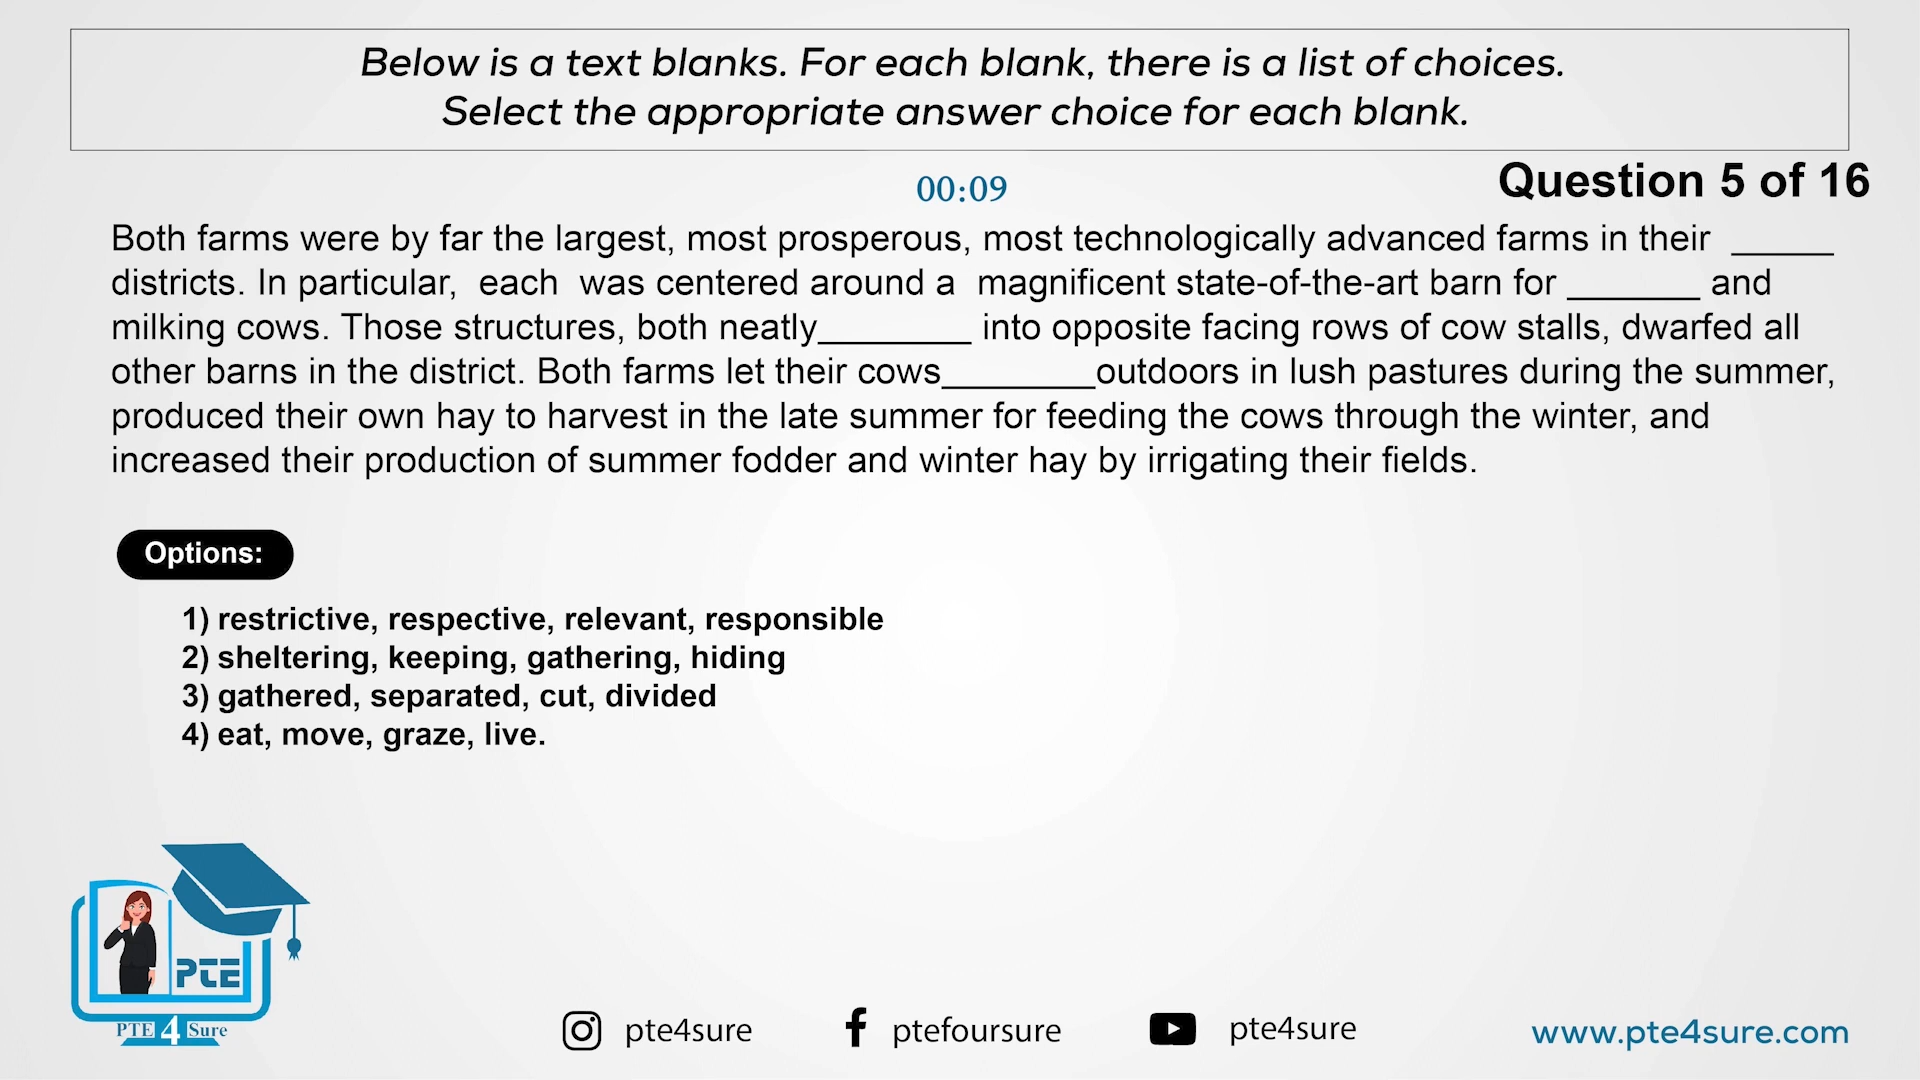 Below is a text blanks. For each blank, there is a list of choices.
Select the appropriate answer choice for each blank.
00:09
Question 5 of 16
Both farms were by far the largest, most prosperous, most technologically advanced farms in their _____
districts. In particular, each was centered around a magnificent state-of-the-art barn for _______ and
milking cows. Those structures, both neatly________ into opposite facing rows of cow stalls, dwarfed all
other barns in the district. Both farms let their cows________outdoors in lush pastures during the summer,
produced their own hay to harvest in the late summer for feeding the cows through the winter, and
increased their production of summer fodder and winter hay by irrigating their fields.
Options:
1) restrictive, respective, relevant, responsible
2) sheltering, keeping, gathering, hiding
3) gathered, separated, cut, divided
4) eat, move, graze, live.
PTE
PTE 4 Sure
pte4sure
ptefoursure
pte4sure
www.pte4sure.com